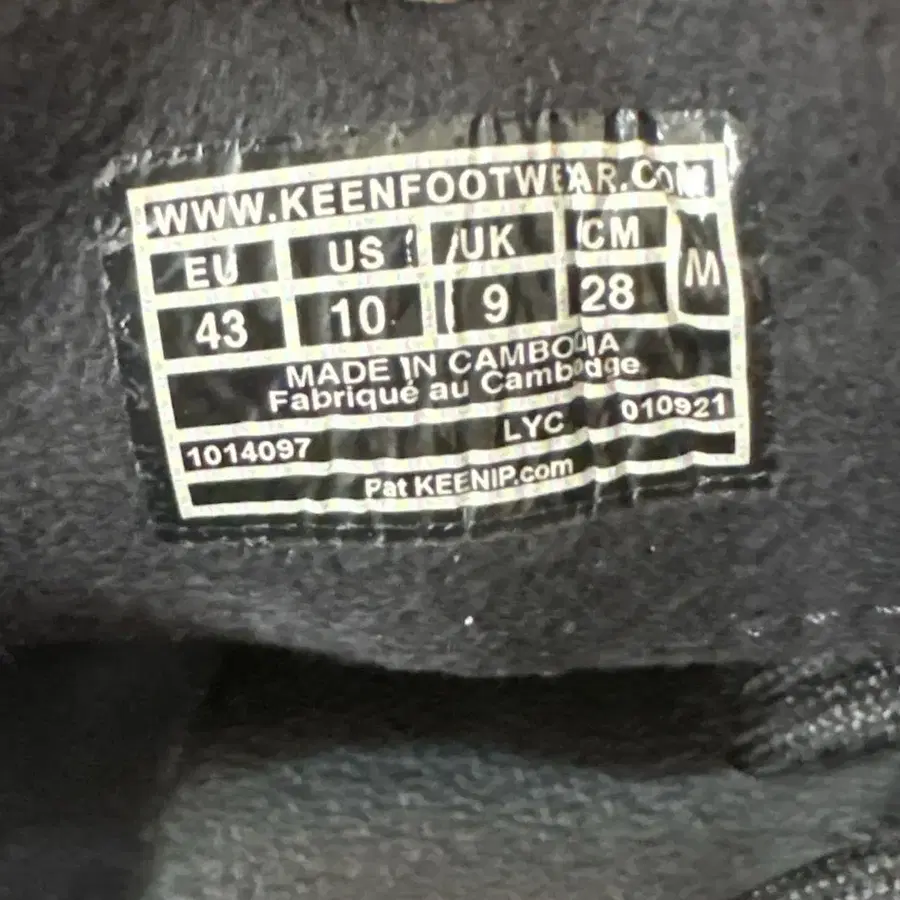 WWW.KEENFOOTWEAR.COM
EU US UK CM M
43 10 9 28
MADE IN CAMBODIA
Fabriqué au Cambodge
1014097 LYC 010921
Pat KEENIP.com